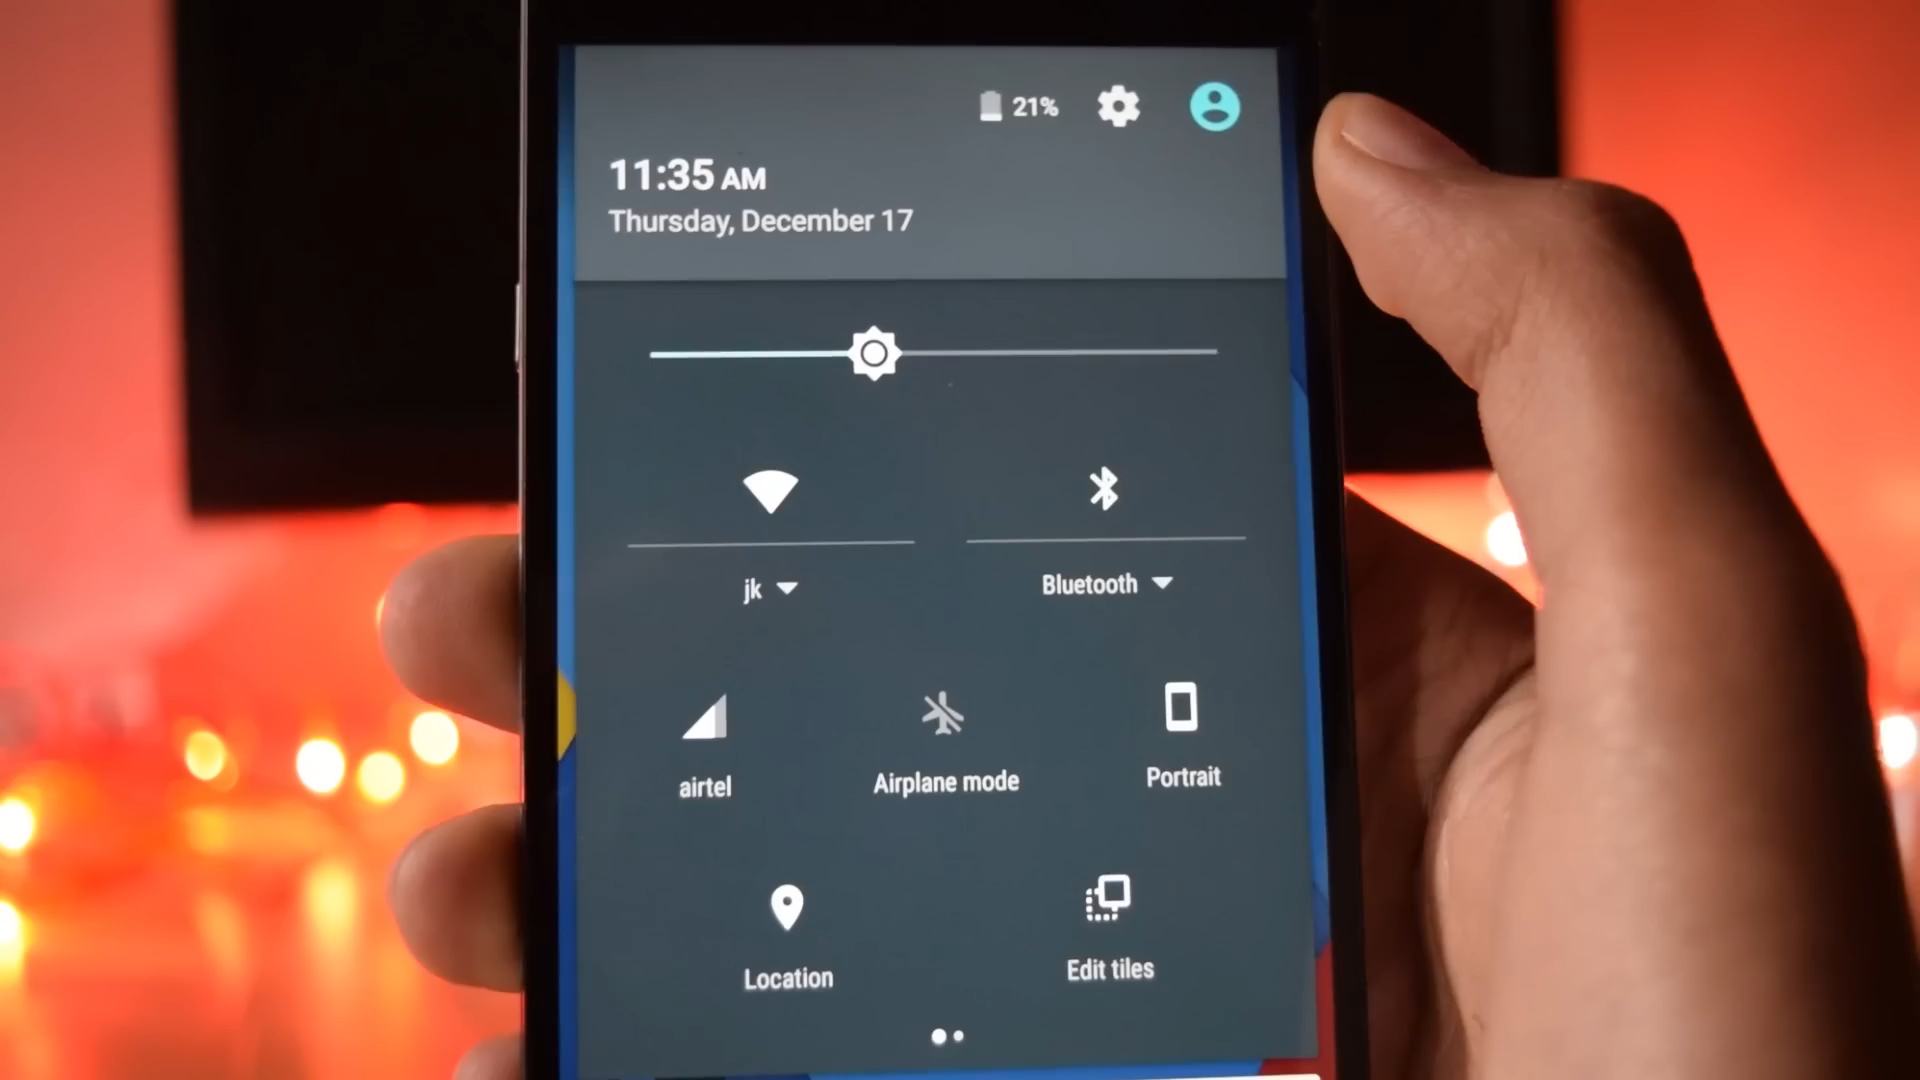 21%
11:35 AM
Thursday, December 17
jk
Bluetooth
airtel
Airplane mode
Portrait
Location
Edit tiles